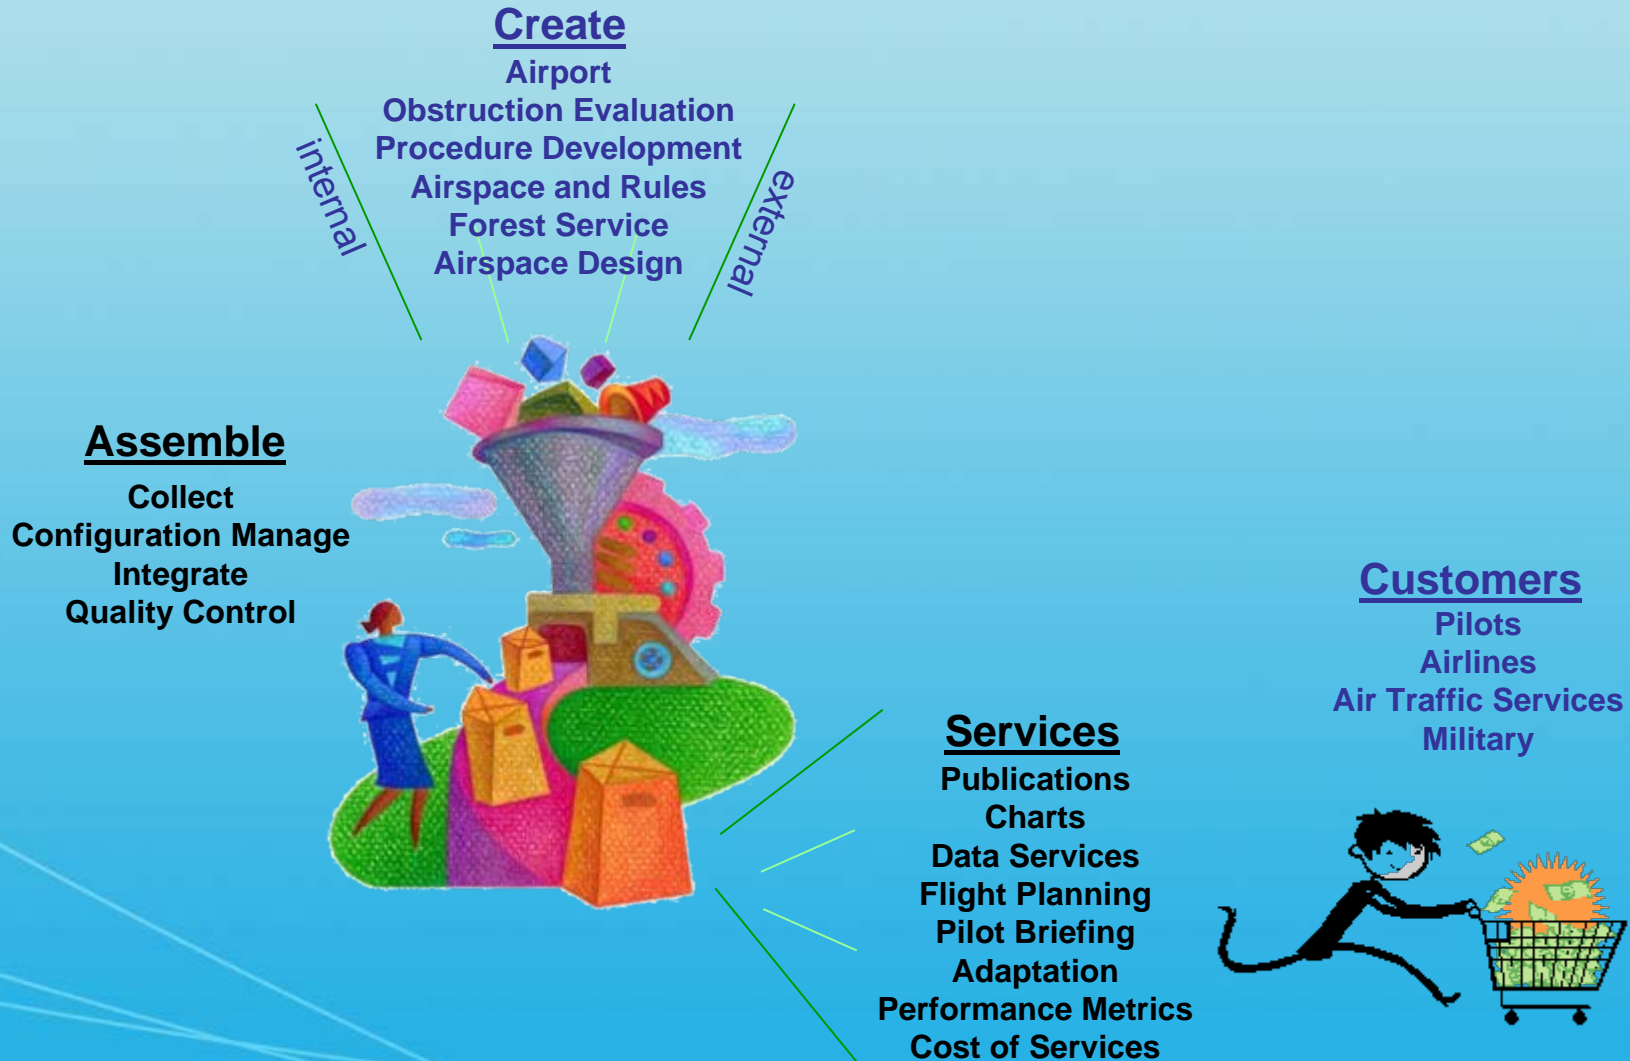 Create
Airport
Obstruction Evaluation
Procedure Development
Airspace and Rules
Forest Service
Airspace Design
internal
external
Assemble
Collect
Configuration Manage
Integrate
Quality Control
Services
Publications
Charts
Data Services
Flight Planning
Pilot Briefing
Adaptation
Performance Metrics
Cost of Services
Customers
Pilots
Airlines
Air Traffic Services
Military